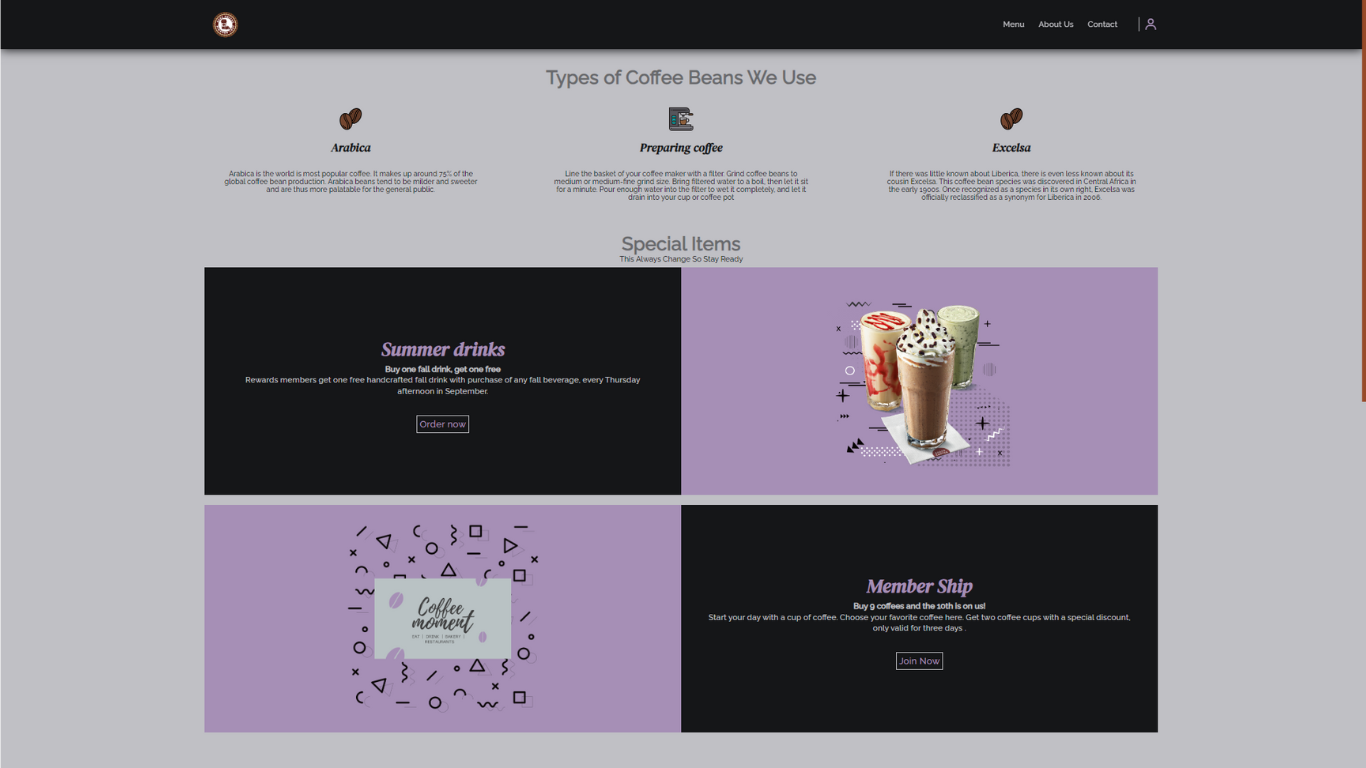 Menu About Us Contact
Types of Coffee Beans We Use
Arabica
Arabica is the world is most popular coffee. It makes up around 75% of the
global coffee bean production. Arabica beans tend to be milder and sweeter
and are thus more palatable for the general public.
Preparing coffee
Line the basket of your coffee maker with a filter. Grind coffee beans to
medium or medium-fine grind size. Bring filtered water to a boil, then let it sit
for a minute. Pour enough water into the filter to wet it completely, and let it
drain into your cup or coffee pot
Excelsa
If there was little known about Liberica, there is even less known about its
cousin Excelsa. This coffee bean species was discovered in Central Africa in
the early 1900s. Once recognized as a species in its own right, Excelsa was
officially reclassified as a synonym for Liberica in 2006.
Special Items
This Always Change So Stay Ready
Summer drinks
Buy one fall drink, get one free
Rewards members get one free handcrafted fall drink with purchase of any fall beverage, every Thursday
afternoon in September.
Order now
Coffee
moment
EAT | DRINK | BAKERY |
RESTAURANTS
Member Ship
Buy 9 coffees and the 10th is on us!
Start your day with a cup of coffee. Choose your favorite coffee here. Get two coffee cups with a special discount,
only valid for three days .
Join Now